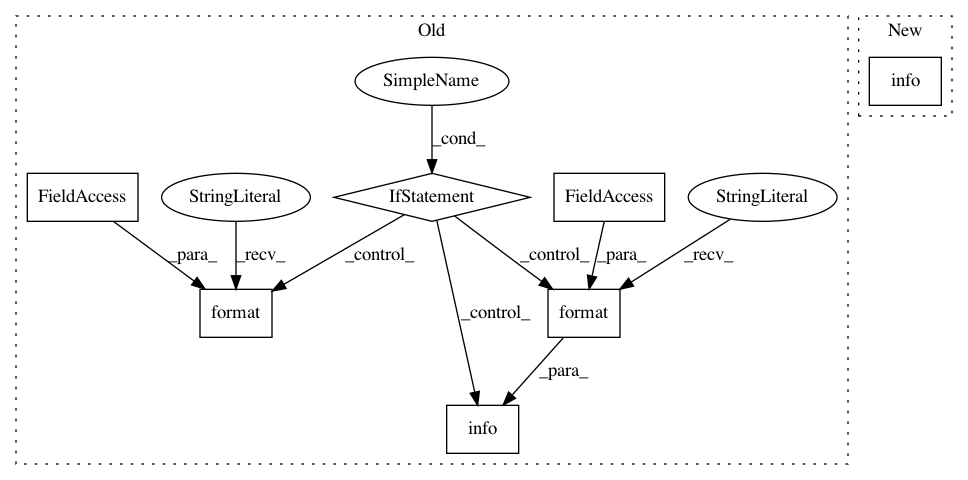 Old
New
SimpleName
info
_cond_
FieldAccess
StringLiteral
IfStatement
FieldAccess
StringLiteral
_para_
_recv_
_control_
_control_
_para_
_recv_
format
_control_
format
_para_
info